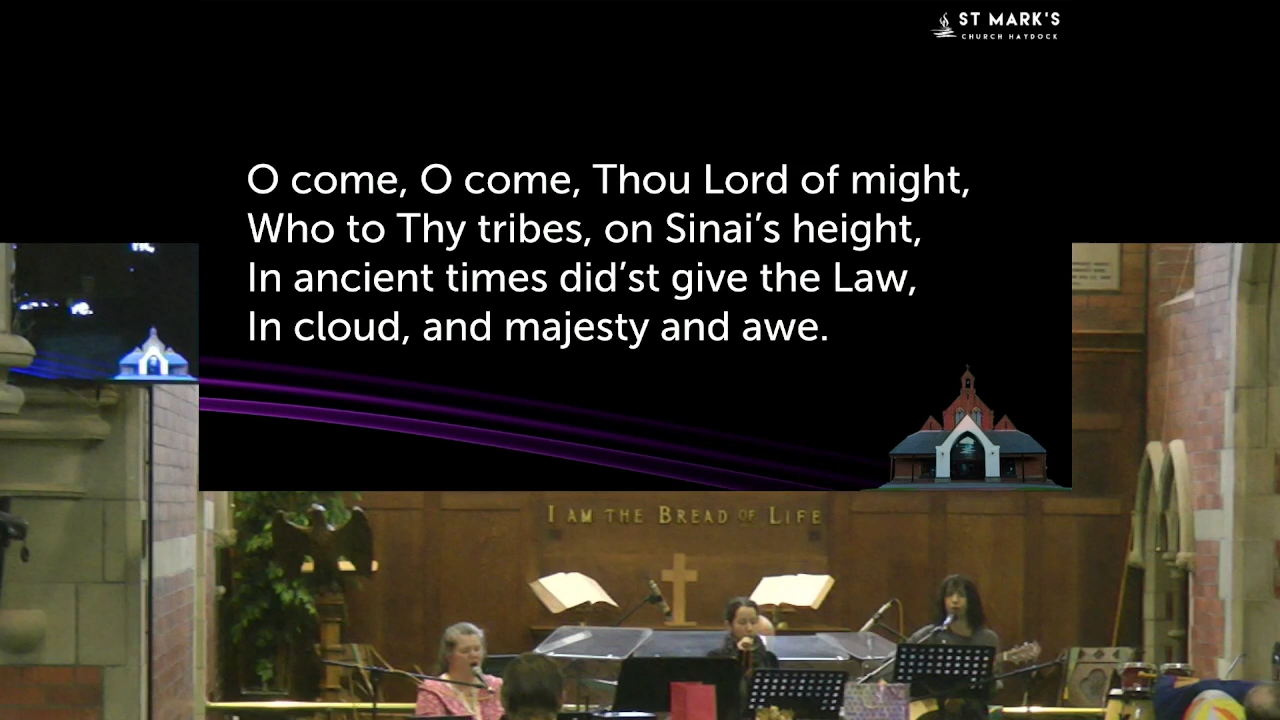 ST MARK'S
CHURCH HAYDOCK
O come, O come, Thou Lord of might,
Who to Thy tribes, on Sinai’s height,
In ancient times did’st give the Law,
In cloud, and majesty and awe.
I AM THE BREAD OF LIFE